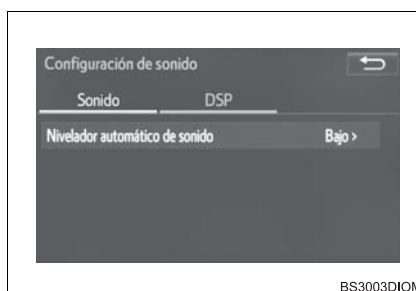 Configuración de sonido
Sonido DSP
Nivelador automático de sonido Bajo >
BS3003DIOM